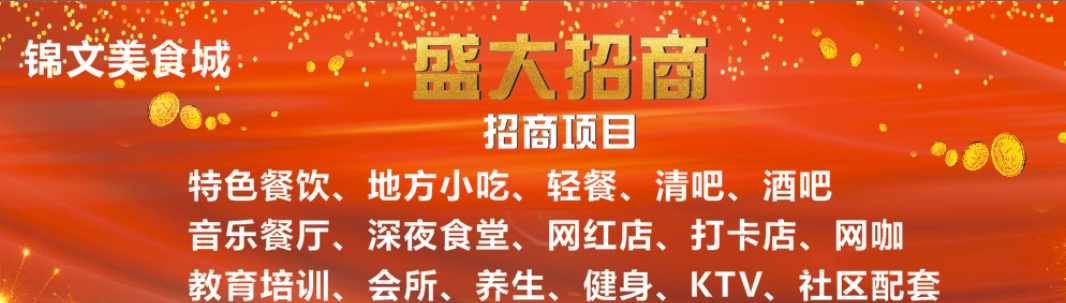 锦文美食城
盛大招商
招商项目
特色餐饮、地方小吃、轻餐、清吧、酒吧
音乐餐厅、深夜食堂、网红店、打卡店、网咖
教育培训、会所、养生、健身、KTV、社区配套